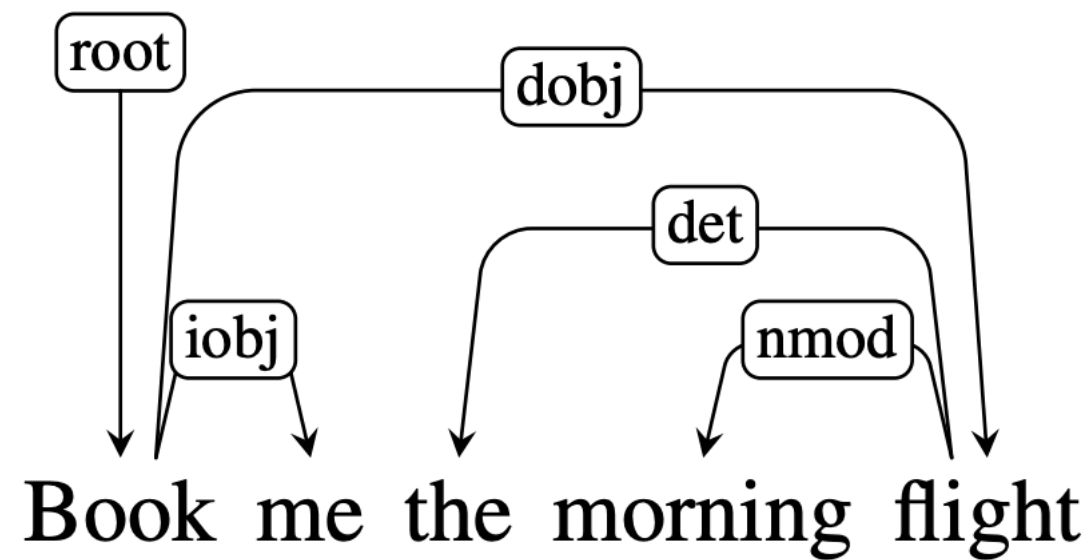 root
dobj
det
iobj
nmod
Book me the morning flight